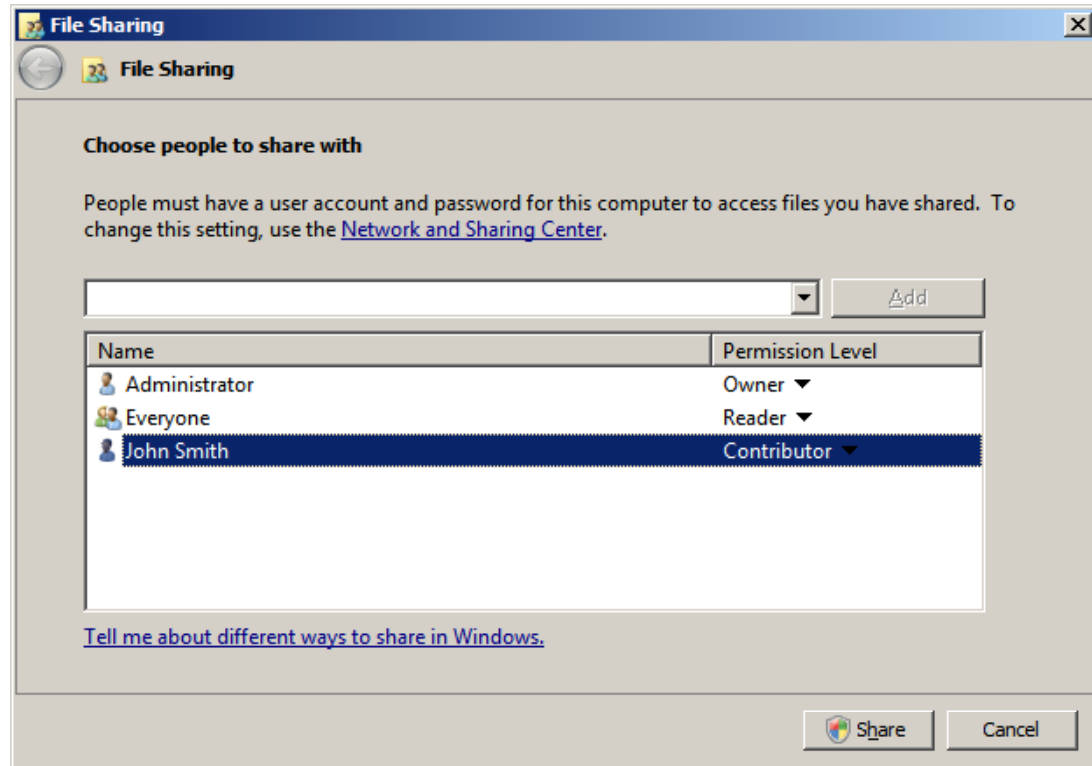 File Sharing
File Sharing
Choose people to share with
People must have a user account and password for this computer to access files you have shared. To
change this setting, use the Network and Sharing Center.
Add
Name Permission Level
Administrator Owner
Everyone Reader
John Smith Contributor
Tell me about different ways to share in Windows.
Share Cancel